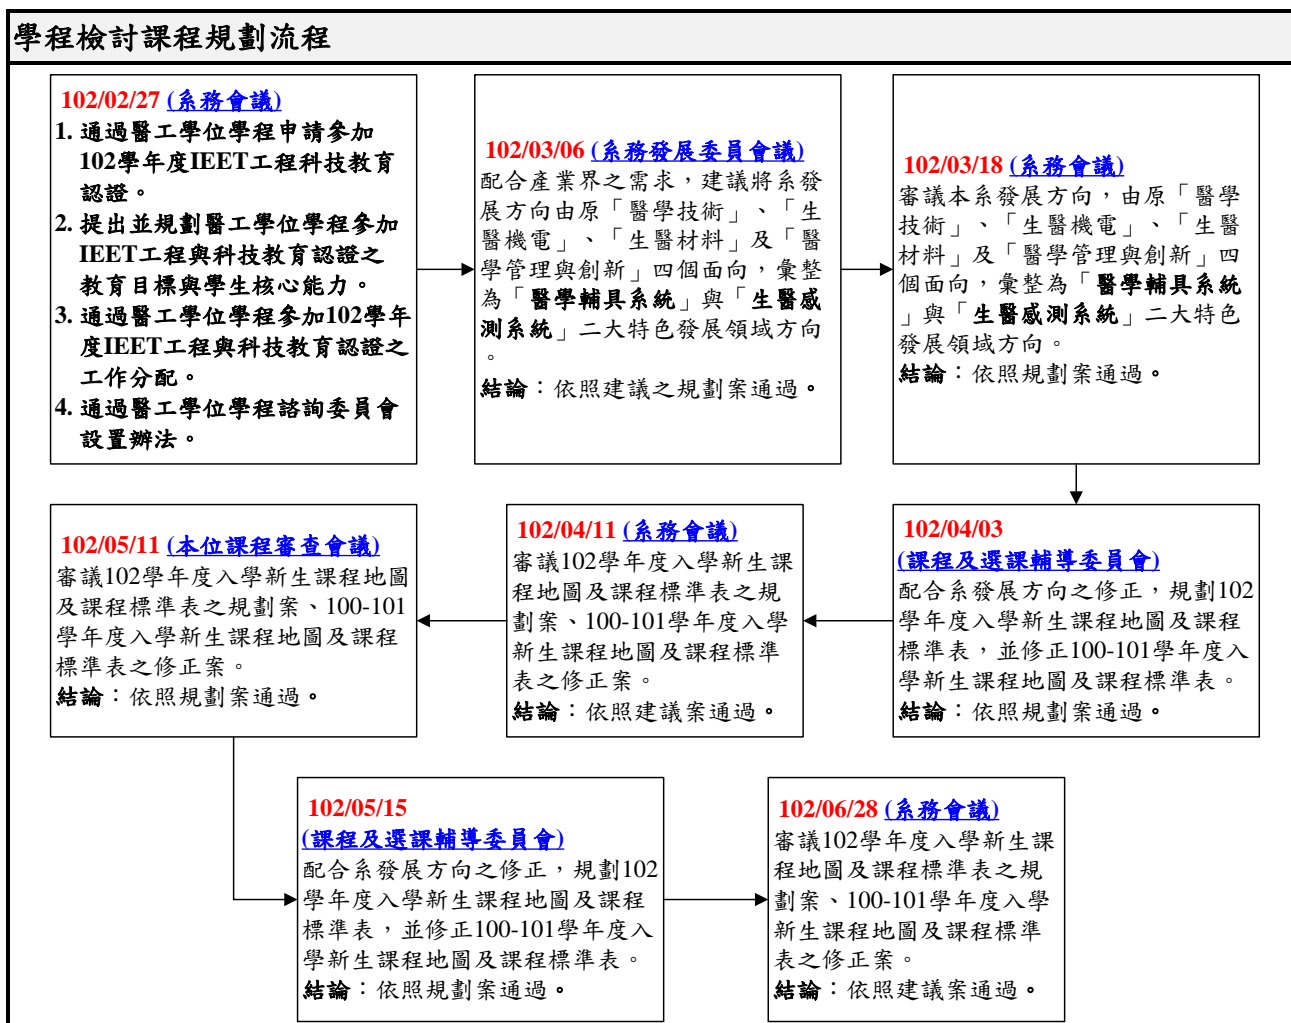 學程檢討課程規劃流程
102/02/27 (系務會議)
1. 通過醫工學位學程申請參加
102學年度IEET工程科技教育
認證。
2. 提出並規劃醫工學位學程參加
IEET工程與科技教育認證之
教育目標與學生核心能力。
3. 通過醫工學位學程參加102學年
度IEET工程與科技教育認證之
工作分配。
4. 通過醫工學位學程諮詢委員會
設置辦法。
102/03/06 (系務發展委員會議)
配合產業界之需求，建議將系發
展方向由原「醫學技術」、「生
醫機電」、「生醫材料」及「醫
學管理與創新」四個面向，彙整
為「醫學輔具系統」與「生醫感
測系統」二大特色發展領域方向
。
結論：依照建議之規劃案通過。
102/03/18 (系務會議)
審議本系發展方向，由原「醫學
技術」、「生醫機電」、「生醫
材料」及「醫學管理與創新」四
個面向，彙整為「醫學輔具系統
」與「生醫感測系統」二大特色
發展領域方向。
結論：依照規劃案通過。
102/04/03
(課程及選課輔導委員會)
配合系發展方向之修正，規劃102
學年度入學新生課程地圖及課程
標準表，並修正100-101學年度入
學新生課程地圖及課程標準表。
結論：依照規劃案通過。
102/04/11 (系務會議)
審議102學年度入學新生課
程地圖及課程標準表之規
劃案、100-101學年度入學
新生課程地圖及課程標準
表之修正案。
結論：依照建議案通過。
102/05/11 (本位課程審查會議)
審議102學年度入學新生課程地圖
及課程標準表之規劃案、100-101
學年度入學新生課程地圖及課程
標準表之修正案。
結論：依照規劃案通過。
102/05/15
(課程及選課輔導委員會)
配合系發展方向之修正，規劃102
學年度入學新生課程地圖及課程
標準表，並修正100-101學年度入
學新生課程地圖及課程標準表。
結論：依照規劃案通過。
102/06/28 (系務會議)
審議102學年度入學新生課
程地圖及課程標準表之規
劃案、100-101學年度入學
新生課程地圖及課程標準
表之修正案。
結論：依照建議案通過。